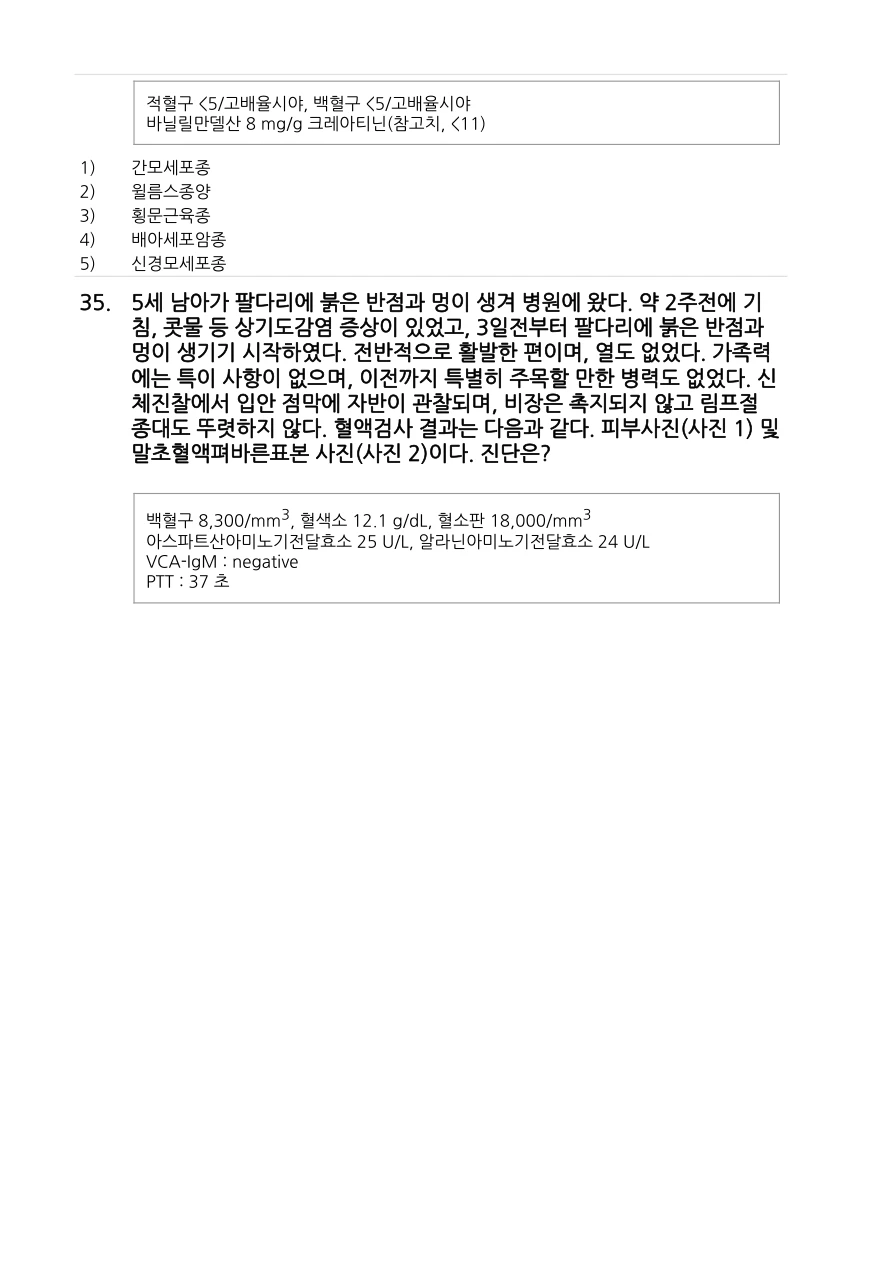 적혈구 <5/고배율시야, 백혈구 <5/고배율시야
바닐릴만델산 8 mg/g 크레아티닌(참고치, <11)
1) 간모세포종
2) 윌름스종양
3) 횡문근육종
4) 배아세포암종
5) 신경모세포종
35. 5세 남아가 팔다리에 붉은 반점과 멍이 생겨 병원에 왔다. 약 2주전에 기
침, 콧물 등 상기도감염 증상이 있었고, 3일전부터 팔다리에 붉은 반점과
멍이 생기기 시작하였다. 전반적으로 활발한 편이며, 열도 없었다. 가족력
에는 특이 사항이 없으며, 이전까지 특별히 주목할 만한 병력도 없었다. 신
체진찰에서 입안 점막에 자반이 관찰되며, 비장은 촉지되지 않고 림프절
종대도 뚜렷하지 않다. 혈액검사 결과는 다음과 같다. 피부사진(사진 1) 및
말초혈액펴바른표본 사진(사진 2)이다. 진단은?
백혈구 8,300/mm³, 혈색소 12.1 g/dL, 혈소판 18,000/mm³
아스파트산아미노기전달효소 25 U/L, 알라닌아미노기전달효소 24 U/L
VCA-IgM : negative
PTT : 37 초